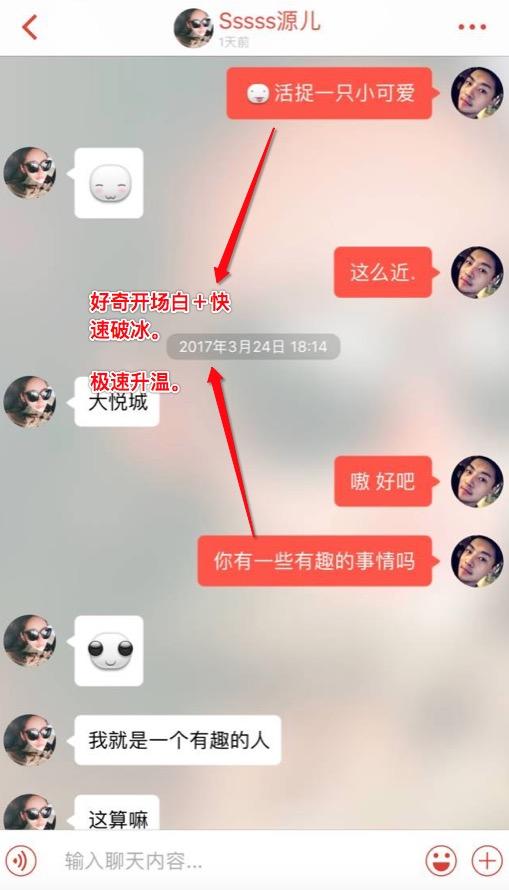 Sssss源儿
1天前
活捉一只小可爱
这么近.
好奇开场白＋快
速破冰。
2017年3月24日 18:14
极速升温。
大悦城
嗷 好吧
你有一些有趣的事情吗
我就是一个有趣的人
这算嘛
输入聊天内容...